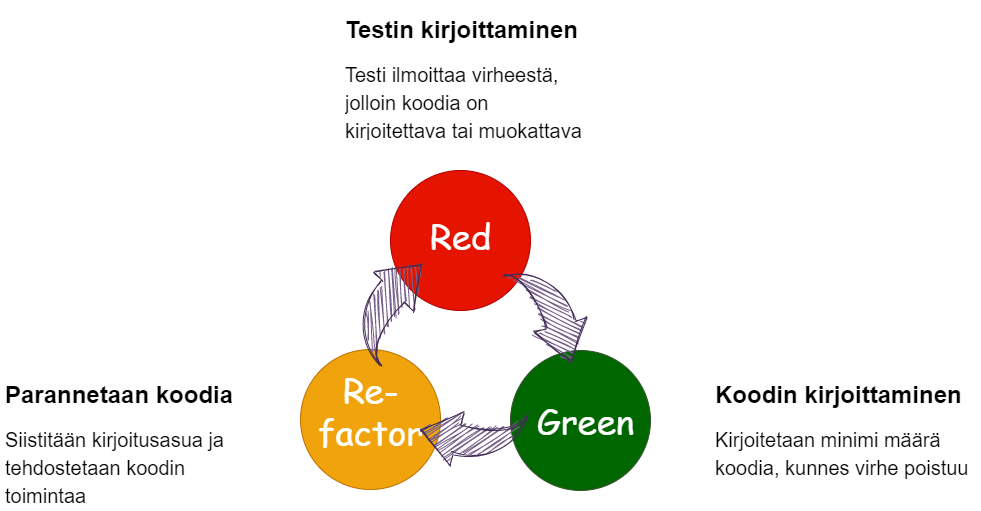 Testin kirjoittaminen
Testi ilmoittaa virheestä,
jolloin koodia on
kirjoitettava tai muokattava
Red
Re-
factor
Green
Parannetaan koodia
Siistitään kirjoitusasua ja
tehdostetaan koodin
toimintaa
Koodin kirjoittaminen
Kirjoitetaan minimi määrä
koodia, kunnes virhe poistuu